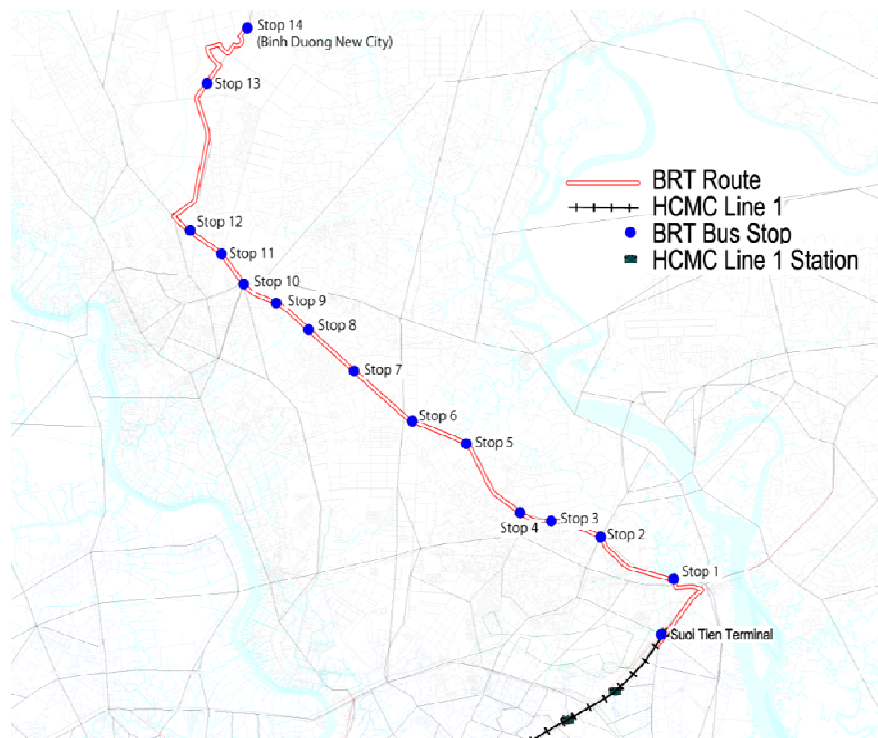 Stop 14
(Binh Duong New City)
Stop 13
BRT Route
HCMC Line 1
BRT Bus Stop
HCMC Line 1 Station
Stop 12
Stop 11
Stop 10
Stop 9
Stop 8
Stop 7
Stop 6
Stop 5
Stop 4
Stop 3
Stop 2
Stop 1
Suoi Tien Terminal